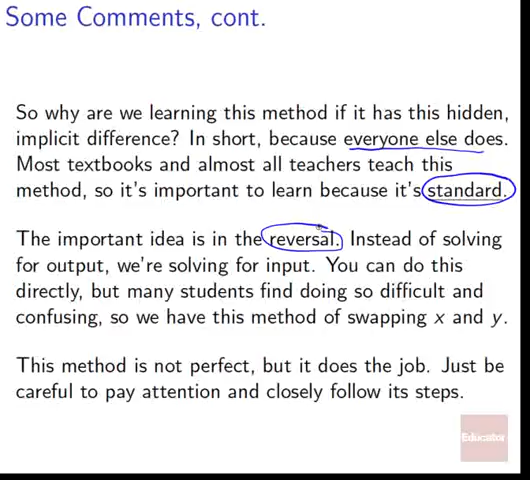 Some Comments, cont.
So why are we learning this method if it has this hidden,
implicit difference? In short, because everyone else does.
Most textbooks and almost all teachers teach this
method, so it's important to learn because it's standard.
The important idea is in the reversal. Instead of solving
for output, we're solving for input. You can do this
directly, but many students find doing so difficult and
confusing, so we have this method of swapping x and y.
This method is not perfect, but it does the job. Just be
careful to pay attention and closely follow its steps.
Educator